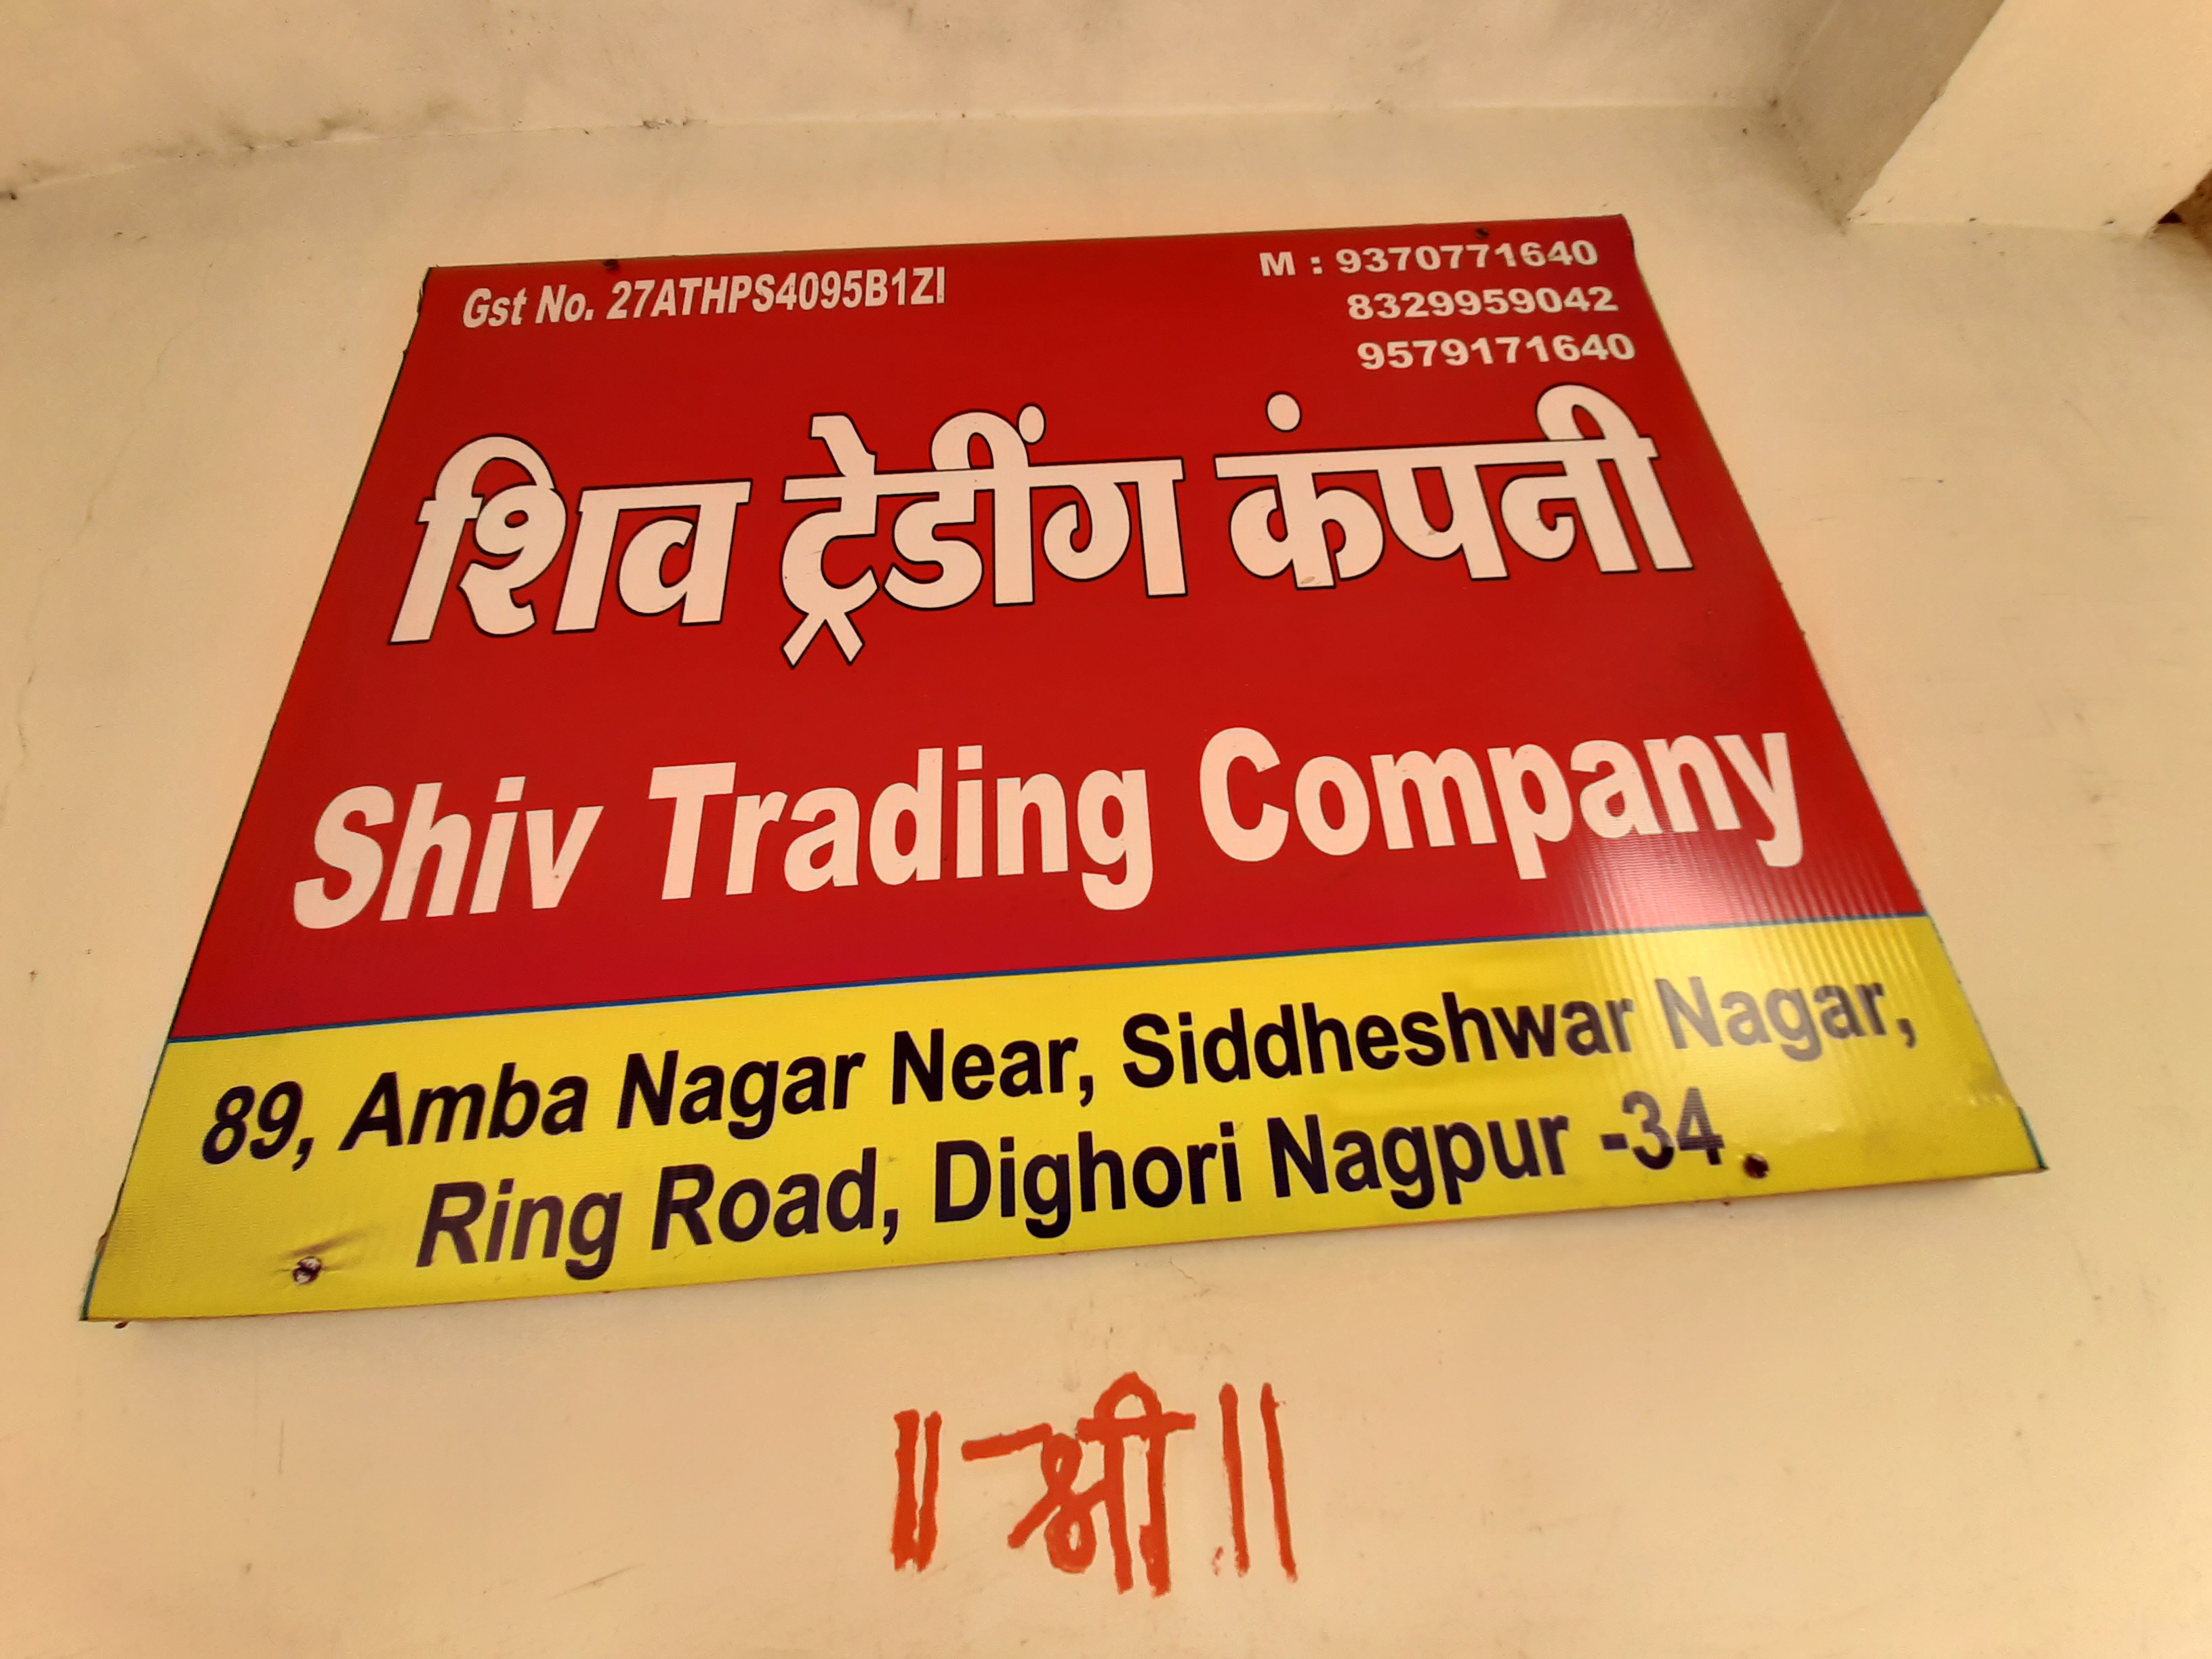 Gst No. 27ATHPS4095B1ZI
M : 9370771640
8329959042
9579171640
शिव ट्रेडींग कंपनी
Shiv Trading Company
89, Amba Nagar Near, Siddheshwar Nagar,
Ring Road, Dighori Nagpur -34
॥ श्री ॥